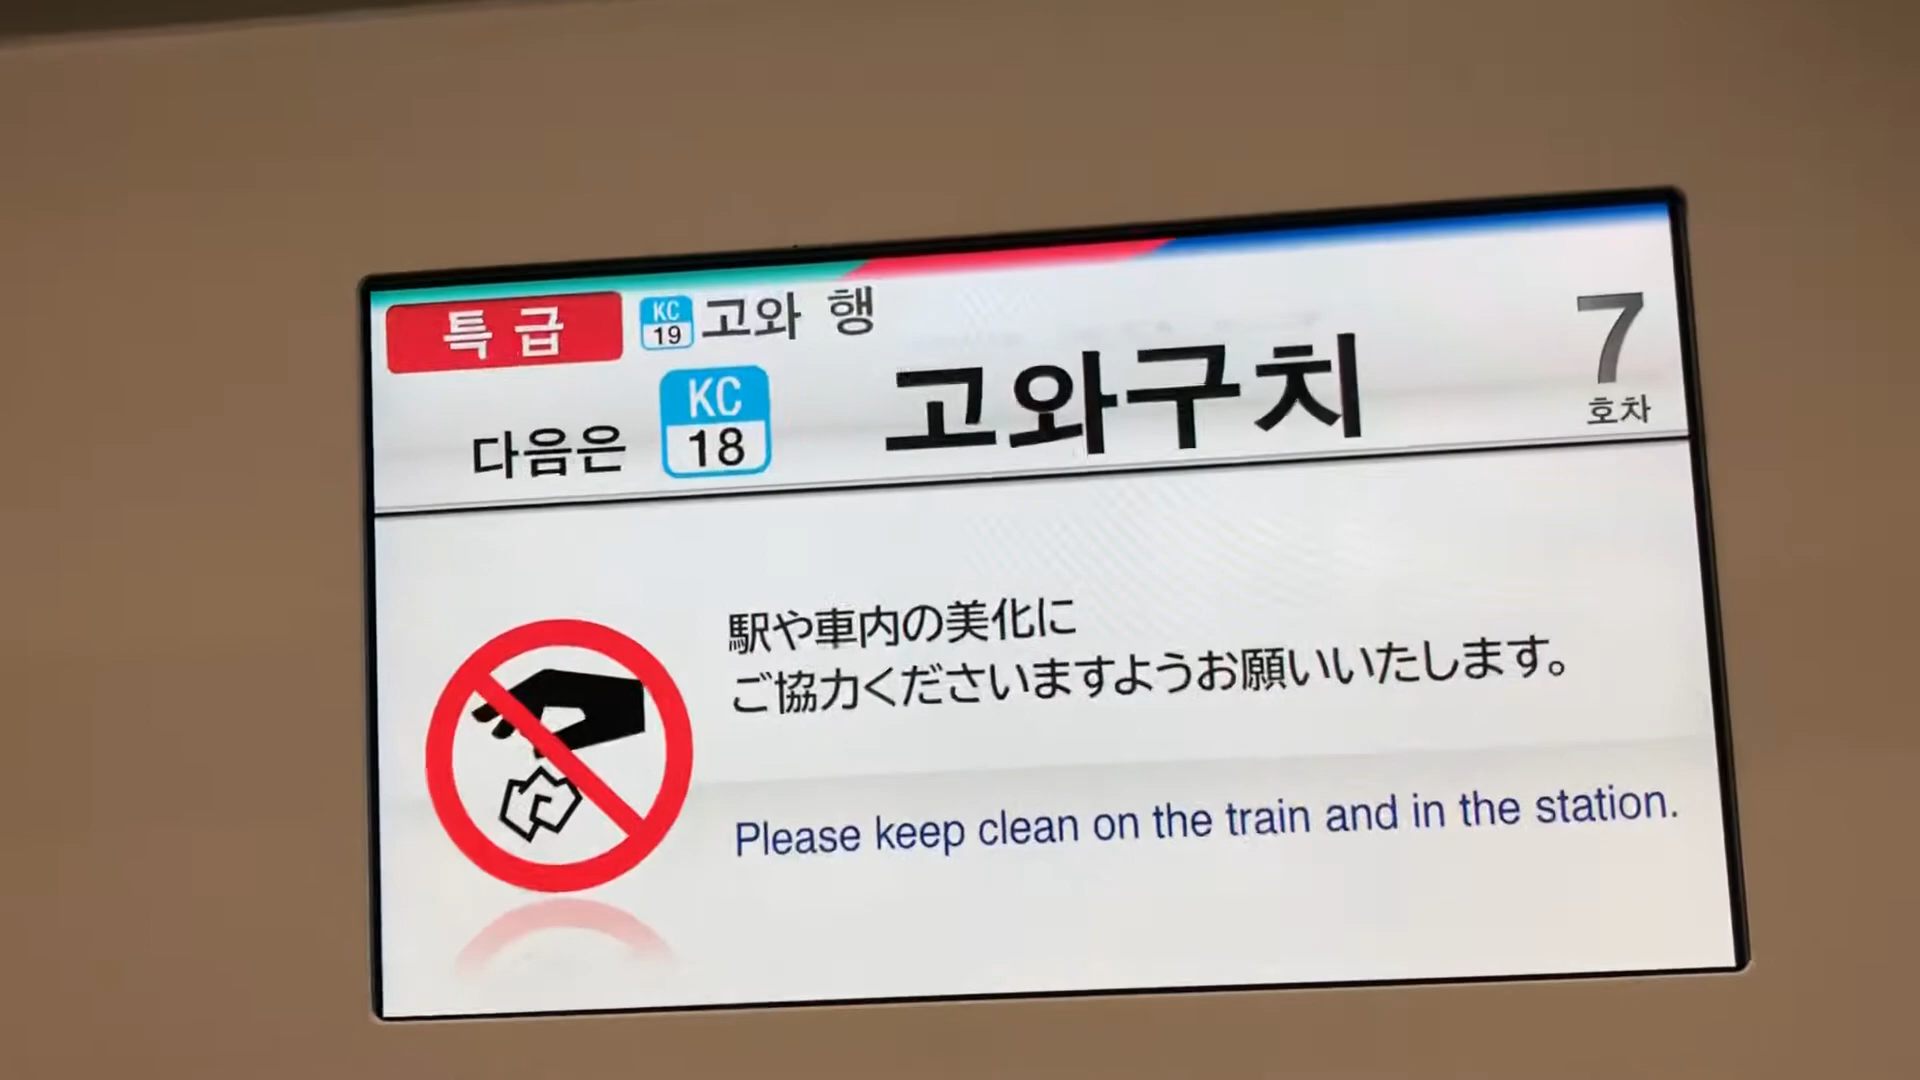 특급 KC 19 고와 행
다음은 KC 18 고와구치
7 호차
駅や車内の美化に
ご協力くださいますようお願いいたします。
Please keep clean on the train and in the station.